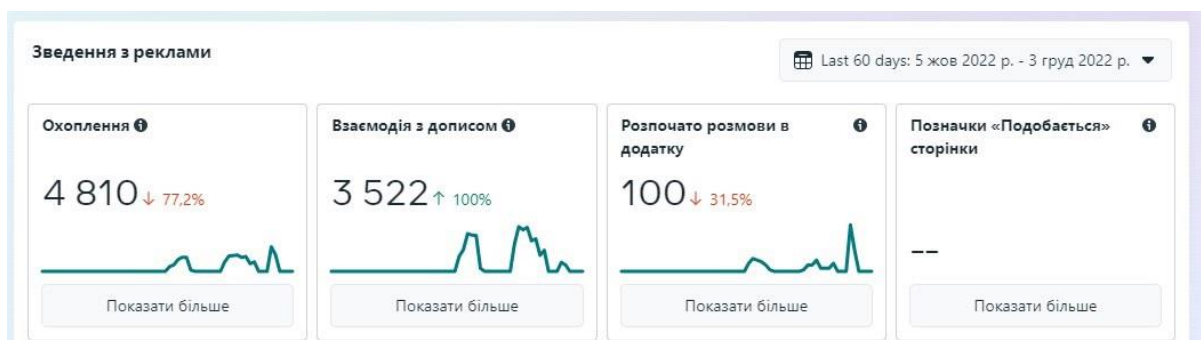 Зведення з реклами
Last 60 days: 5 жов 2022 р. - 3 груд 2022 р.
Охоплення
4 810 ↓ 77,2%
Показати більше
Взаємодія з дописом
3 522 ↑ 100%
Показати більше
Розпочато розмови в
додатку
100 ↓ 31,5%
Показати більше
Позначки «Подобається»
сторінки
--
Показати більше